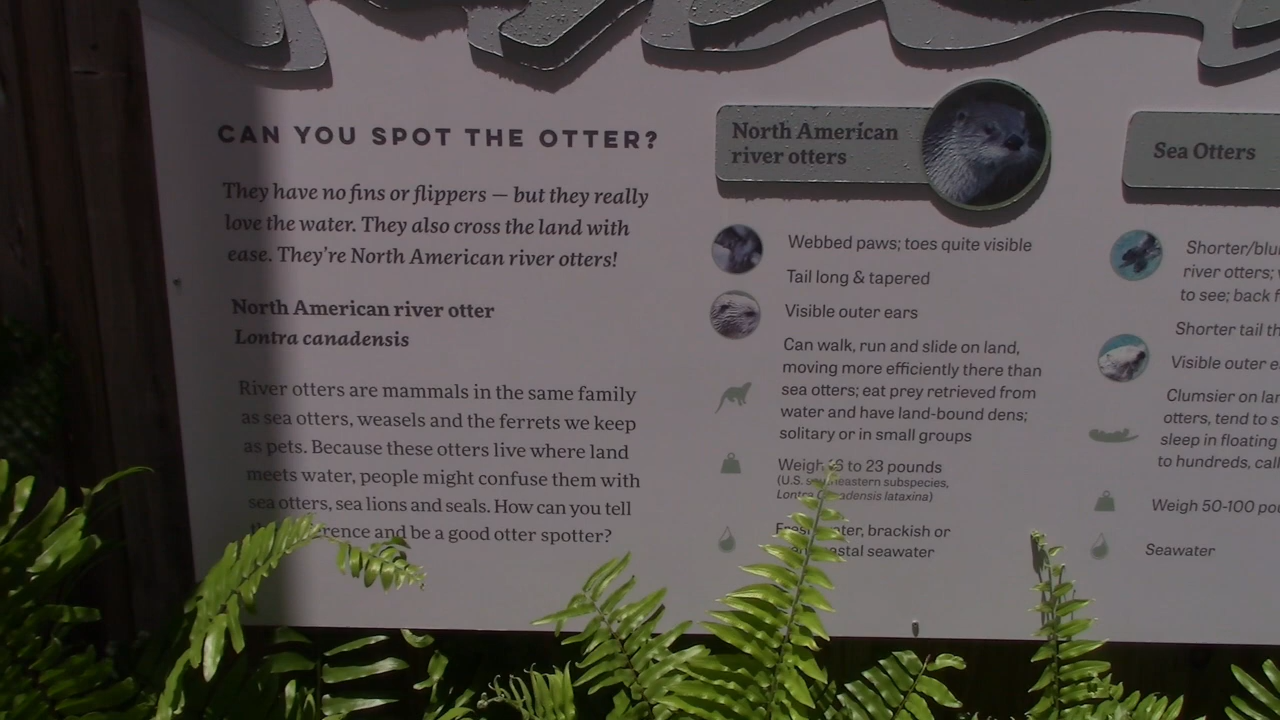 CAN YOU SPOT THE OTTER?
They have no fins or flippers — but they really
love the water. They also cross the land with
ease. They're North American river otters!
North American river otter
Lontra canadensis
River otters are mammals in the same family
as sea otters, weasels and the ferrets we keep
as pets. Because these otters live where land
meets water, people might confuse them with
sea otters, sea lions and seals. How can you tell
and be a good otter spotter?
North American
river otters
Webbed paws; toes quite visible
Tail long & tapered
Visible outer ears
Can walk, run and slide on land,
moving more efficiently there than
sea otters; eat prey retrieved from
water and have land-bound dens;
solitary or in small groups
Weigh to 23 pounds
(U.S. southeastern subspecies,
Lontra canadensis lataxina)
brackish or
seawater
Sea Otters
Shorter/blu
river otters;
to see; back f
Shorter tail th
Visible outer e
Clumsier on lan
otters, tend to s
sleep in floating
to hundreds, call
Weigh 50-100 pou
Seawater